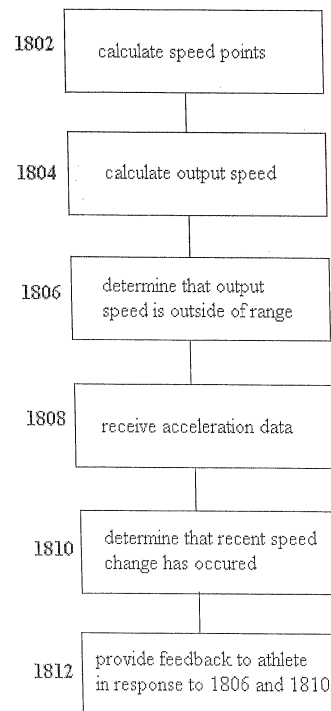 1802
calculate speed points
1804
calculate output speed
1806
determine that output
speed is outside of range
1808
receive acceleration data
1810
determine that recent speed
change has occured
1812
provide feedback to athlete
in response to 1806 and 1810